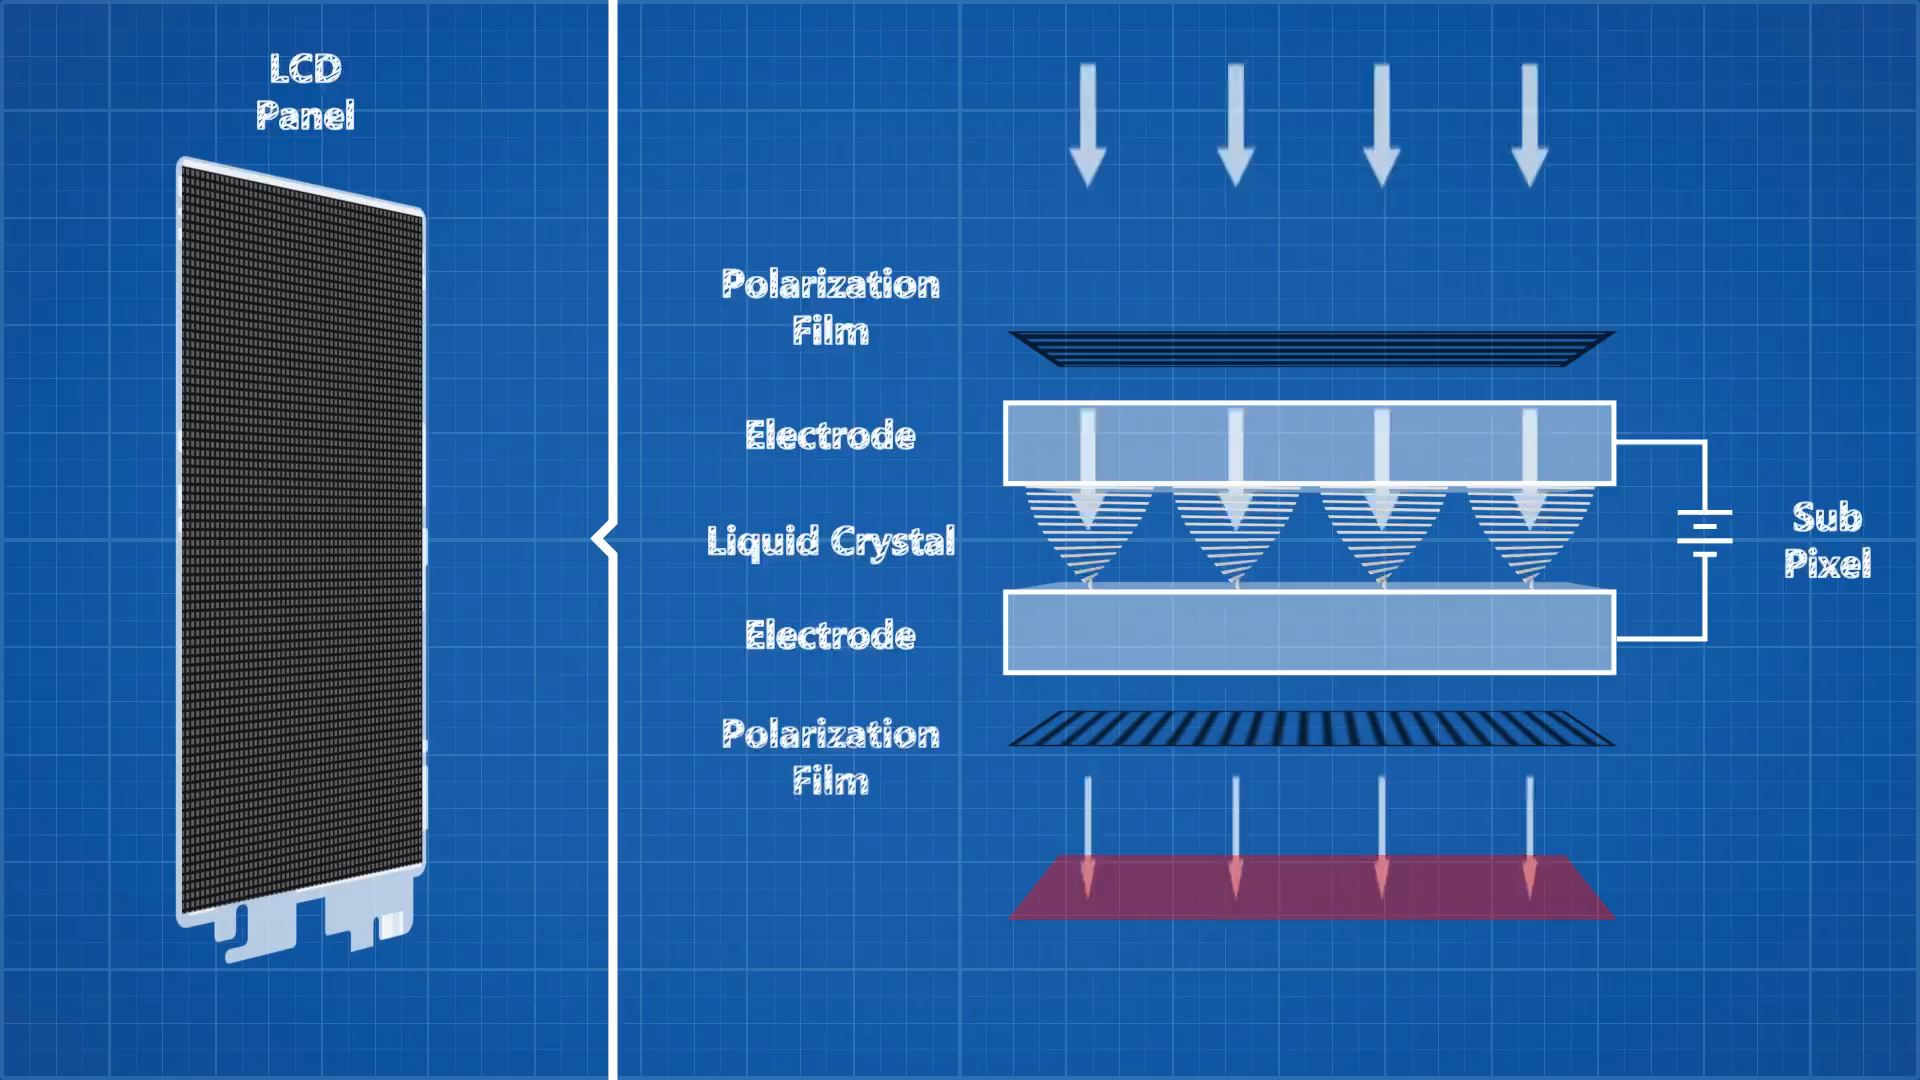 LCD
Panel
Polarization
Film
Electrode
Liquid Crystal
Electrode
Polarization
Film
Sub
Pixel